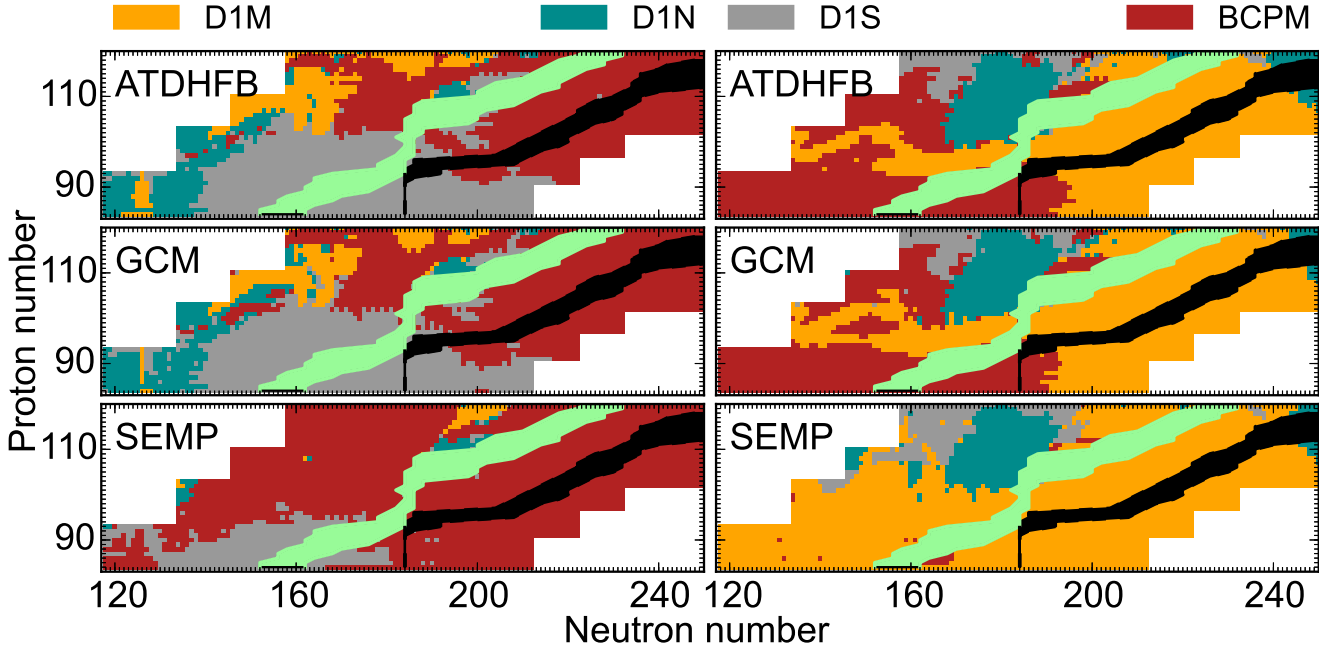 D1M D1N D1S BCPM
ATDHFB ATDHFB
110
90
GCM GCM
110
90
SEMP SEMP
110
90
Proton number
120 160 200 240 160 200 240
Neutron number